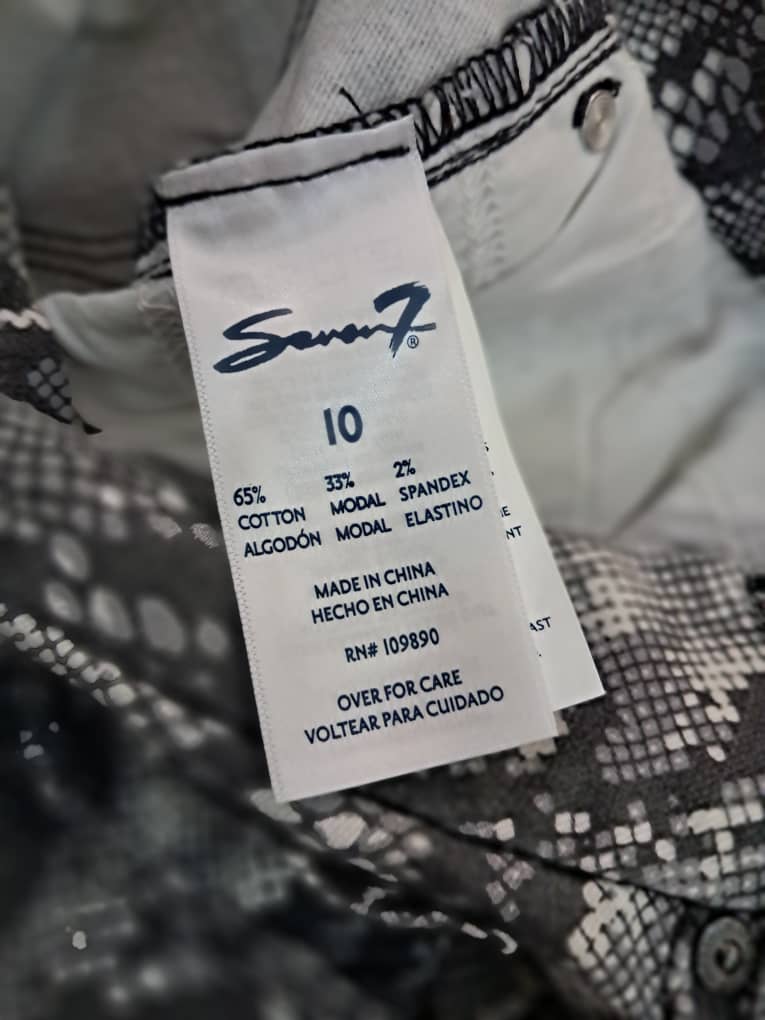 Seven7®
10
65% 33% 2%
COTTON MODAL SPANDEX
ALGODÓN MODAL ELASTINO
MADE IN CHINA
HECHO EN CHINA
RN# 109890
OVER FOR CARE
VOLTEAR PARA CUIDADO